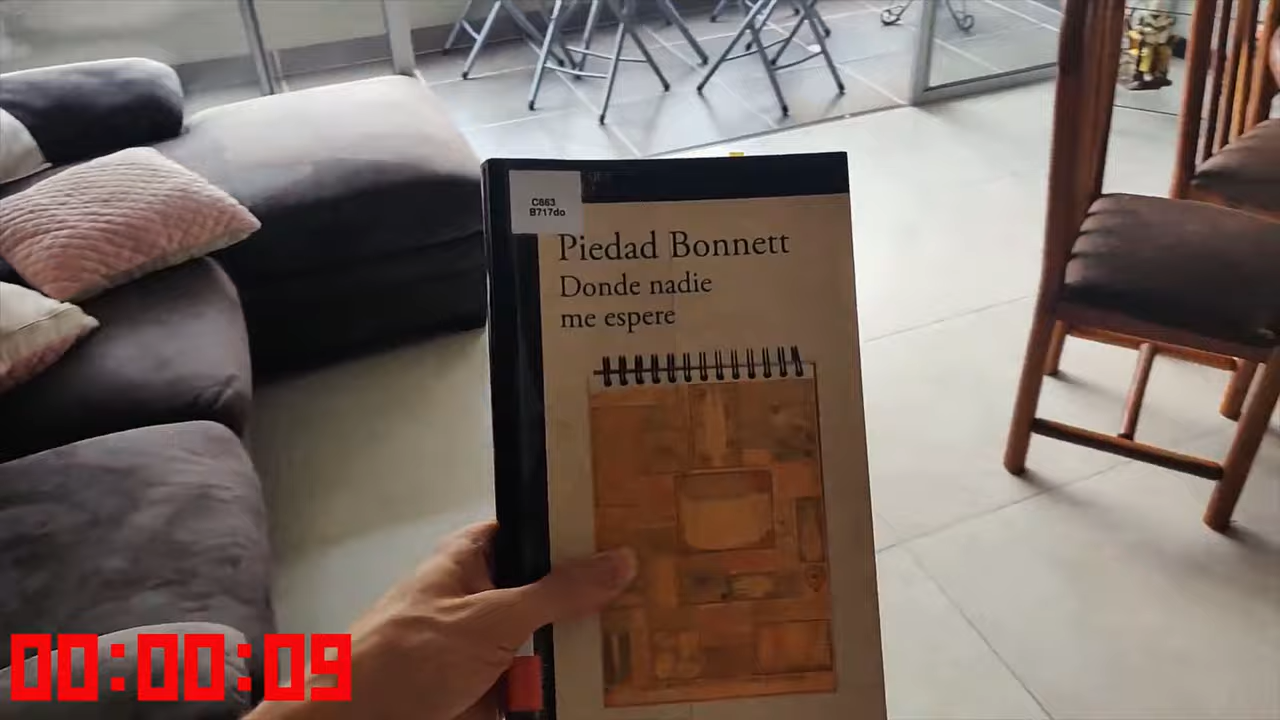 C863
B717do
Piedad Bonnett
Donde nadie
me espere
00:00:09